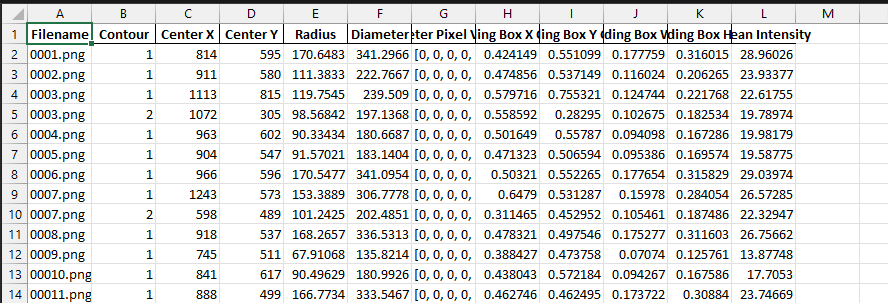 A B C D E F G H I J K L M
1 Filename Contour Center X Center Y Radius Diameter ter Pixel V ing Box X ing Box Y ding Box V ding Box H ean Intensity
2 0001.png 1 814 595 170.6483 341.2966 [0, 0, 0, 0, 0.424149 0.551099 0.177759 0.316015 28.96026
3 0002.png 1 911 580 111.3833 222.7667 [0, 0, 0, 0, 0.474856 0.537149 0.116024 0.206265 23.93377
4 0003.png 1 1113 815 119.7545 239.509 [0, 0, 0, 0, 0.579716 0.755321 0.124744 0.221768 22.61755
5 0003.png 2 1072 305 98.56842 197.1368 [0, 0, 0, 0, 0.558592 0.28295 0.102675 0.182534 19.78974
6 0004.png 1 963 602 90.33434 180.6687 [0, 0, 0, 0, 0.501649 0.55787 0.094098 0.167286 19.98179
7 0005.png 1 904 547 91.57021 183.1404 [0, 0, 0, 0, 0.471323 0.506594 0.095386 0.169574 19.58775
8 0006.png 1 966 596 170.5477 341.0954 [0, 0, 0, 0, 0.50321 0.552265 0.177654 0.315829 29.03974
9 0007.png 1 1243 573 153.3889 306.7778 [0, 0, 0, 0, 0.6479 0.531287 0.15978 0.284054 26.57285
10 0007.png 2 598 489 101.2425 202.4851 [0, 0, 0, 0, 0.311465 0.452952 0.105461 0.187486 22.32947
11 0008.png 1 918 537 168.2657 336.5313 [0, 0, 0, 0, 0.478321 0.497546 0.175277 0.311603 26.75662
12 0009.png 1 745 511 67.91068 135.8214 [0, 0, 0, 0, 0.388427 0.473758 0.07074 0.125761 13.87748
13 00010.png 1 841 617 90.49629 180.9926 [0, 0, 0, 0, 0.438043 0.572184 0.094267 0.167586 17.7053
14 00011.png 1 888 499 166.7734 333.5467 [0, 0, 0, 0, 0.462746 0.462495 0.173722 0.30884 23.74669